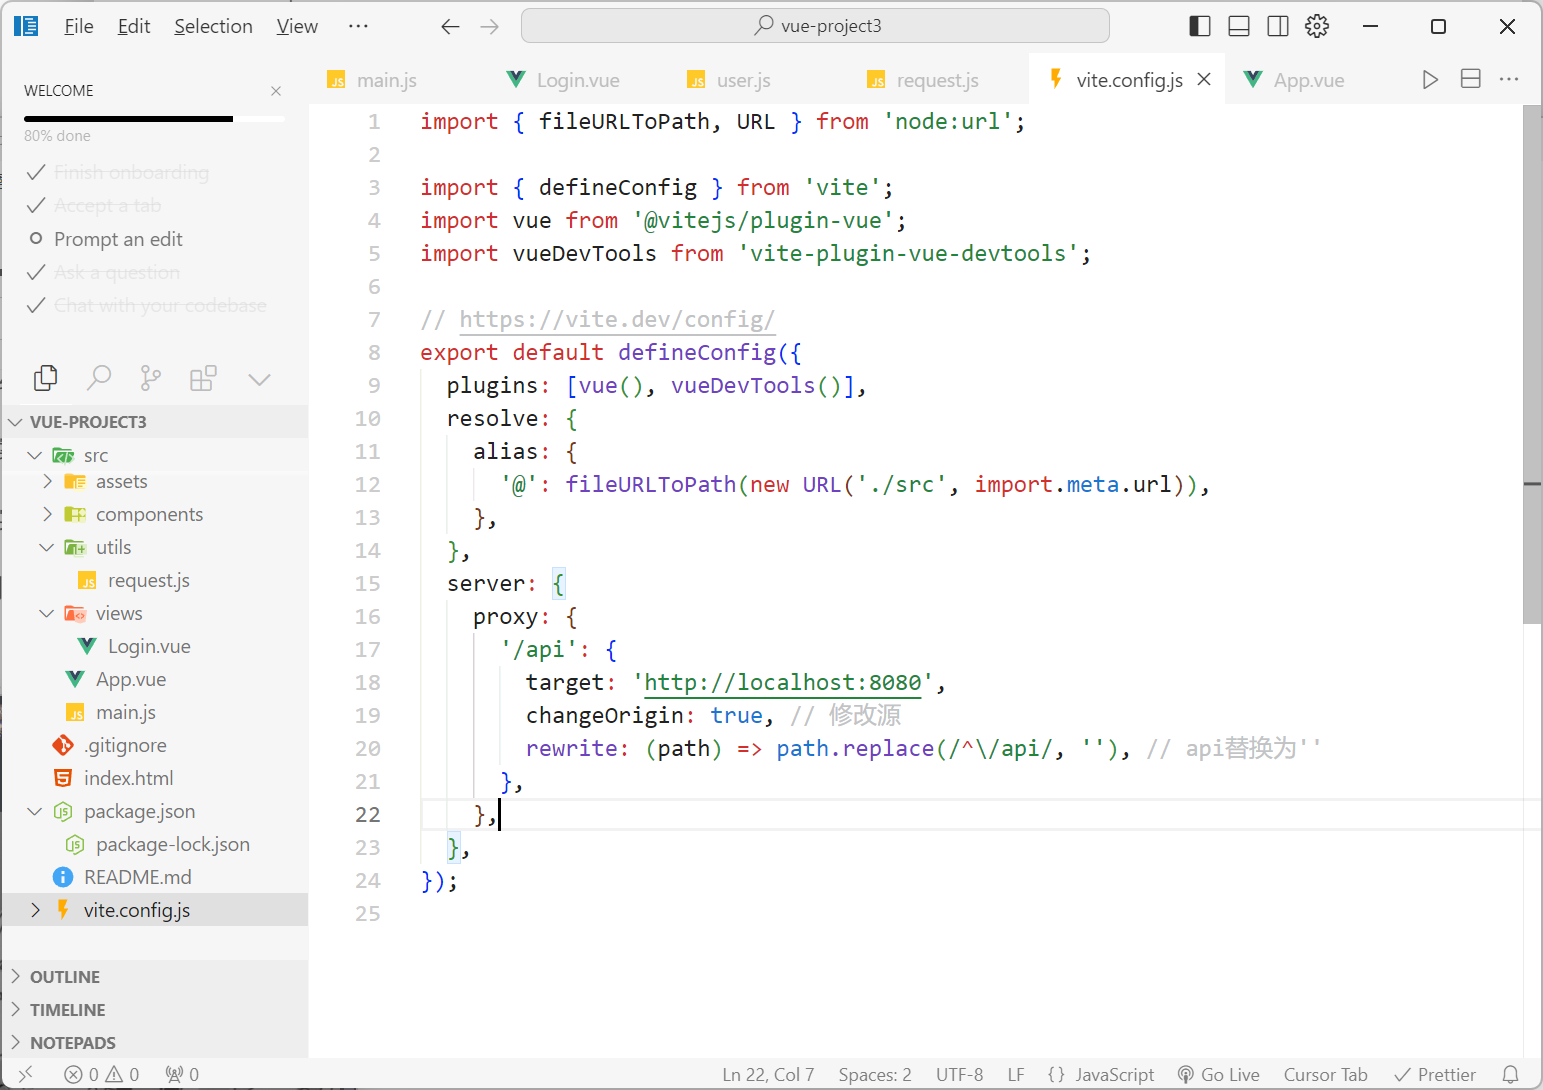 File Edit Selection View ··· vue-project3
WELCOME
80% done
Finish onboarding
Accept a tab
Prompt an edit
Ask a question
Chat with your codebase
VUE-PROJECT3
src
assets
components
utils
request.js
views
Login.vue
App.vue
main.js
.gitignore
index.html
package.json
package-lock.json
README.md
vite.config.js
OUTLINE
TIMELINE
NOTEPADS
main.js Login.vue user.js request.js vite.config.js App.vue
1 import { fileURLToPath, URL } from 'node:url';
2
3 import { defineConfig } from 'vite';
4 import vue from '@vitejs/plugin-vue';
5 import vueDevTools from 'vite-plugin-vue-devtools';
6
7 // https://vite.dev/config/
8 export default defineConfig({
9   plugins: [vue(), vueDevTools()],
10   resolve: {
11     alias: {
12       '@': fileURLToPath(new URL('./src', import.meta.url)),
13     },
14   },
15   server: {
16     proxy: {
17       '/api': {
18         target: 'http://localhost:8080',
19         changeOrigin: true, // 修改源
20         rewrite: (path) => path.replace(/^\/api/, ''), // api替换为''
21       },
22     },
23   },
24 });
25
0 0 0 Ln 22, Col 7 Spaces: 2 UTF-8 LF {} JavaScript Go Live Cursor Tab Prettier